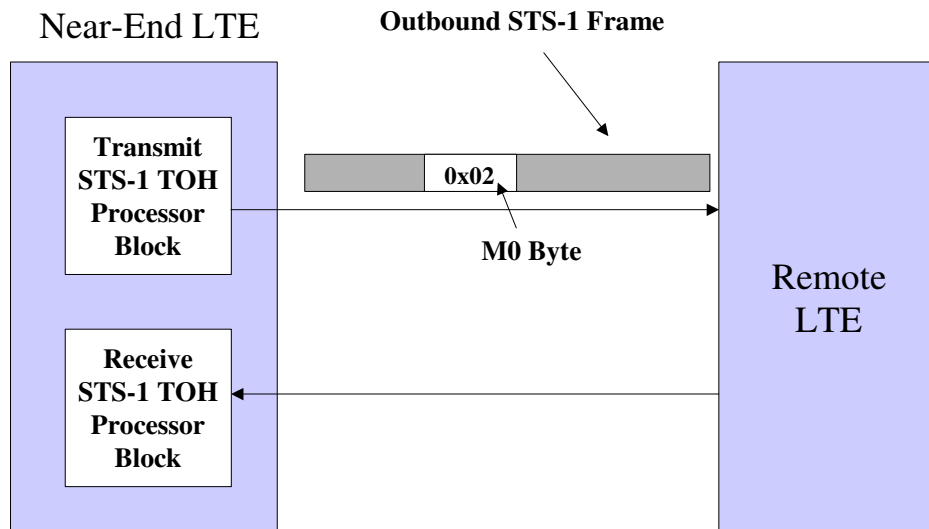 Near-End LTE
Outbound STS-1 Frame
Transmit
STS-1 TOH
Processor
Block
0x02
M0 Byte
Remote
LTE
Receive
STS-1 TOH
Processor
Block